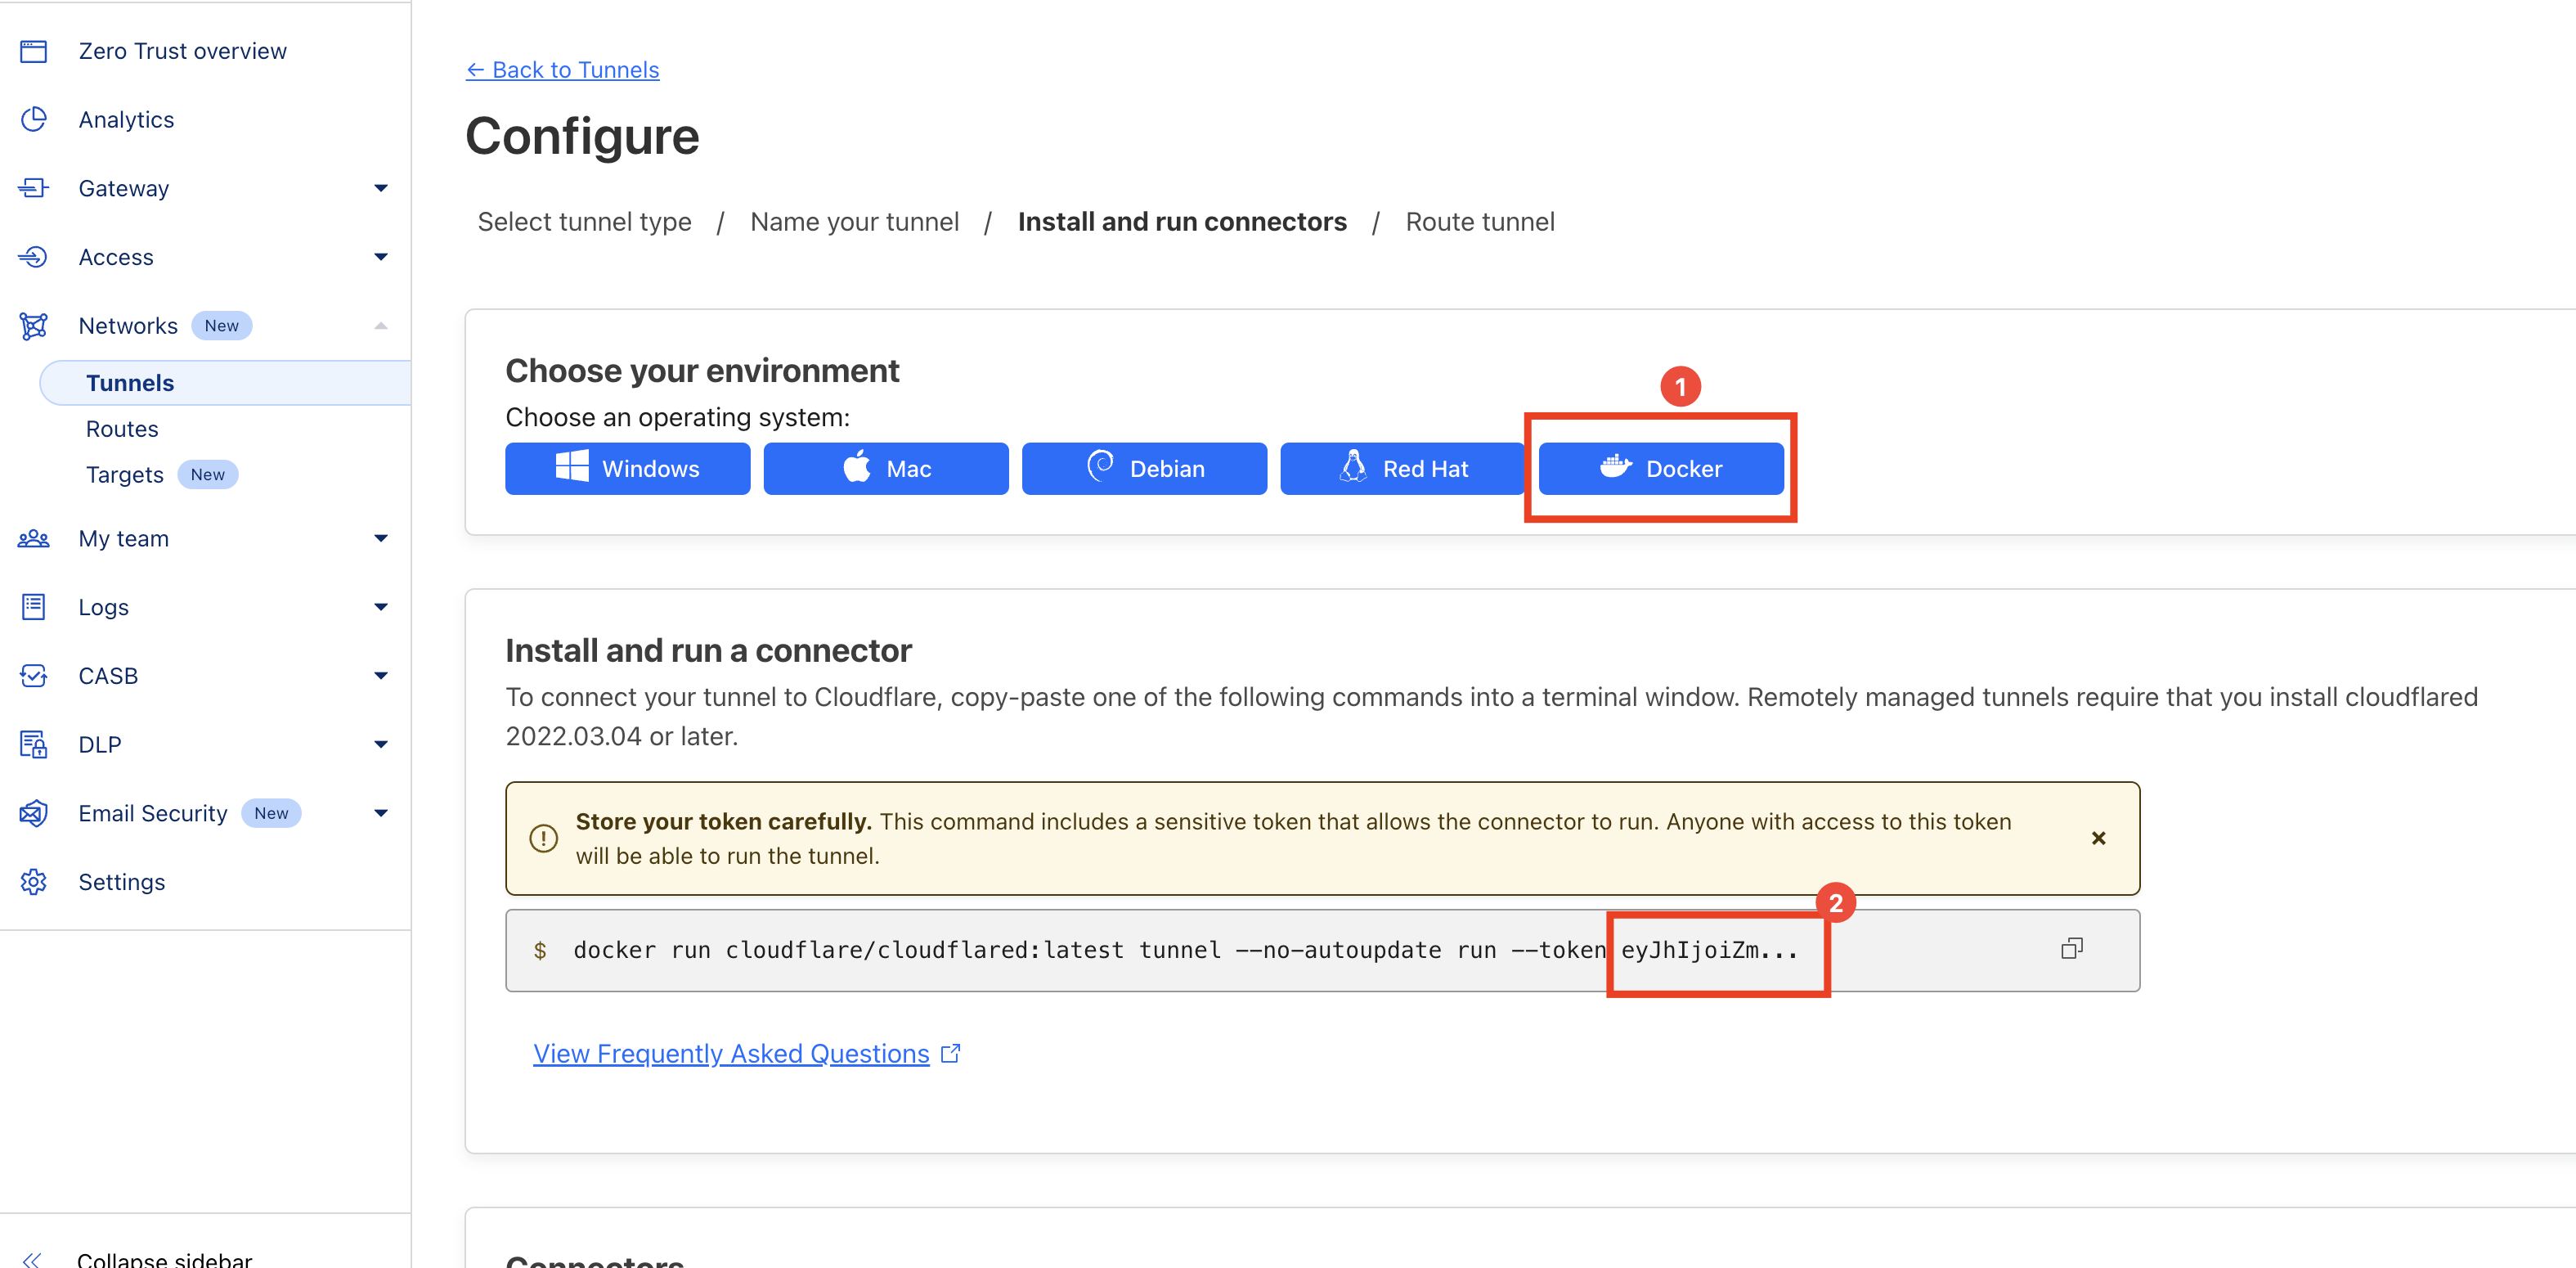 Zero Trust overview
Analytics
Gateway
Access
Networks New
Tunnels
Routes
Targets New
My team
Logs
CASB
DLP
Email Security New
Settings
Collapse sidebar
← Back to Tunnels
Configure
Select tunnel type / Name your tunnel / Install and run connectors / Route tunnel
Choose your environment
1
Choose an operating system:
Windows Mac Debian Red Hat Docker
Install and run a connector
To connect your tunnel to Cloudflare, copy-paste one of the following commands into a terminal window. Remotely managed tunnels require that you install cloudflared
2022.03.04 or later.
Store your token carefully. This command includes a sensitive token that allows the connector to run. Anyone with access to this token
will be able to run the tunnel.
2
$ docker run cloudflare/cloudflared:latest tunnel --no-autoupdate run --token eyJhIjoiZm...
View Frequently Asked Questions
Connectors